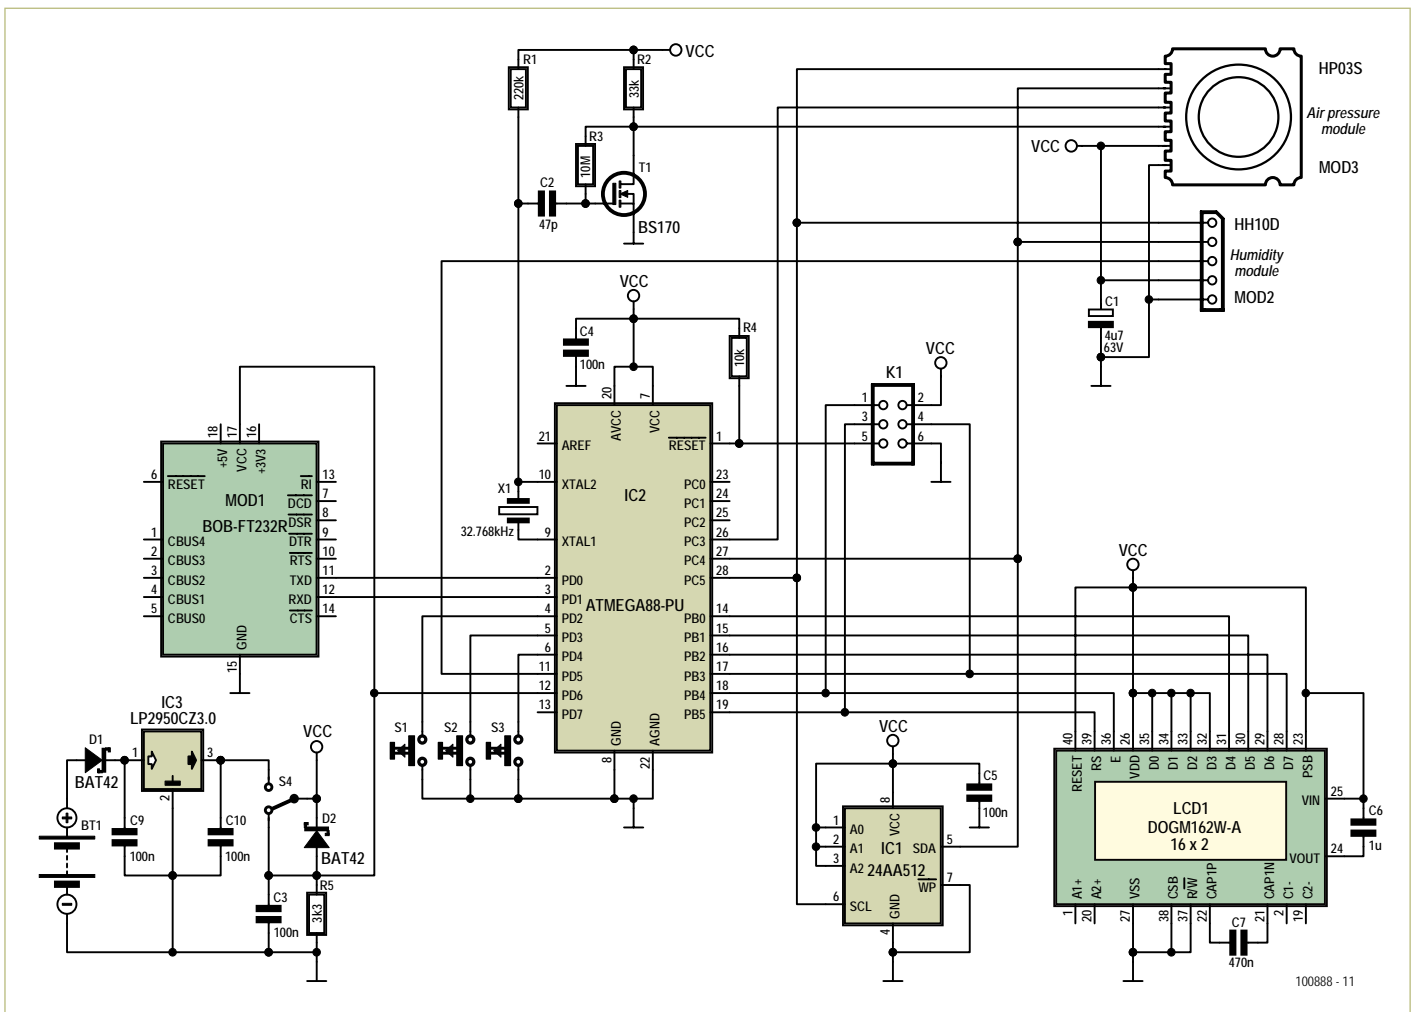 R1
220k
R2
33k
VCC
R3
10M
C2
47p
T1
BS170
HP03S
Air pressure
module
VCC
MOD3
HH10D
Humidity
module
MOD2
C1
4u7
63V
VCC
C4
100n
R4
10k
K1
VCC
1
2
3
4
5
6
18
17
16
+5V
VCC
+3V3
6
RESET
MOD1
BOB-FT232R
RI
13
DCD
7
DSR
8
DTR
9
RTS
10
TXD
11
RXD
12
CTS
14
1
CBUS4
2
CBUS3
3
CBUS2
4
CBUS1
5
CBUS0
GND
15
X1
32.768kHz
20
7
AVCC
VCC
21
AREF
RESET
1
10
XTAL2
9
XTAL1
IC2
ATMEGA88-PU
PC0
23
PC1
24
PC2
25
PC3
26
PC4
27
PC5
28
2
PD0
3
PD1
4
PD2
5
PD3
6
PD4
11
PD5
12
PD6
13
PD7
PB0
14
PB1
15
PB2
16
PB3
17
PB4
18
PB5
19
GND
AGND
8
22
S1
S2
S3
IC3
LP2950CZ3.0
D1
BAT42
1
3
2
BT1
C9
100n
C10
100n
S4
VCC
D2
BAT42
C3
100n
R5
3k3
VCC
8
VCC
C5
100n
1
A0
2
A1
3
A2
IC1
24AA512
SDA
5
WP
7
6
SCL
GND
4
VCC
40
39
36
26
35
34
33
32
31
30
29
28
23
RESET
RS
E
VDD
D0
D1
D2
D3
D4
D5
D6
D7
PSB
LCD1
DOGM162W-A
16 x 2
VIN
25
VOUT
24
C6
1u
A1+
A2+
VSS
CSB
R/W
CAP1P
CAP1N
C1-
C2-
1
20
27
38
37
22
21
2
19
C7
470n
100888 - 11